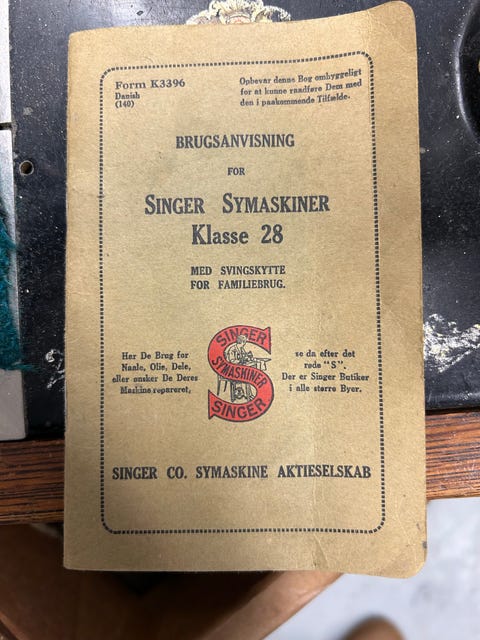 Form K3396
Danish
(140)
Opbevar denne Bog omhyggeligt
for at kunne raadføre Dem med
den i paakommende Tilfælde.
BRUGSANVISNING
FOR
SINGER SYMASKINER
Klasse 28
MED SVINGSKYTTE
FOR FAMILIEBRUG.
Har De Brug for
Naale, Olie, Dele,
eller ønsker De Deres
Maskine repareret,
SINGER
SYMASKINER
SINGER
se da efter det
røde "S".
Der er Singer Butiker
i alle større Byer.
SINGER CO. SYMASKINE AKTIESELSKAB